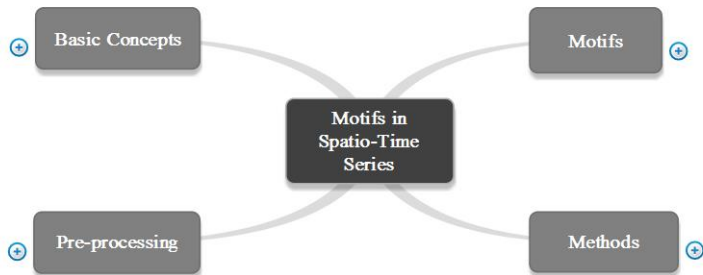 Basic Concepts
Motifs
Motifs in
Spatio-Time
Series
Pre-processing
Methods